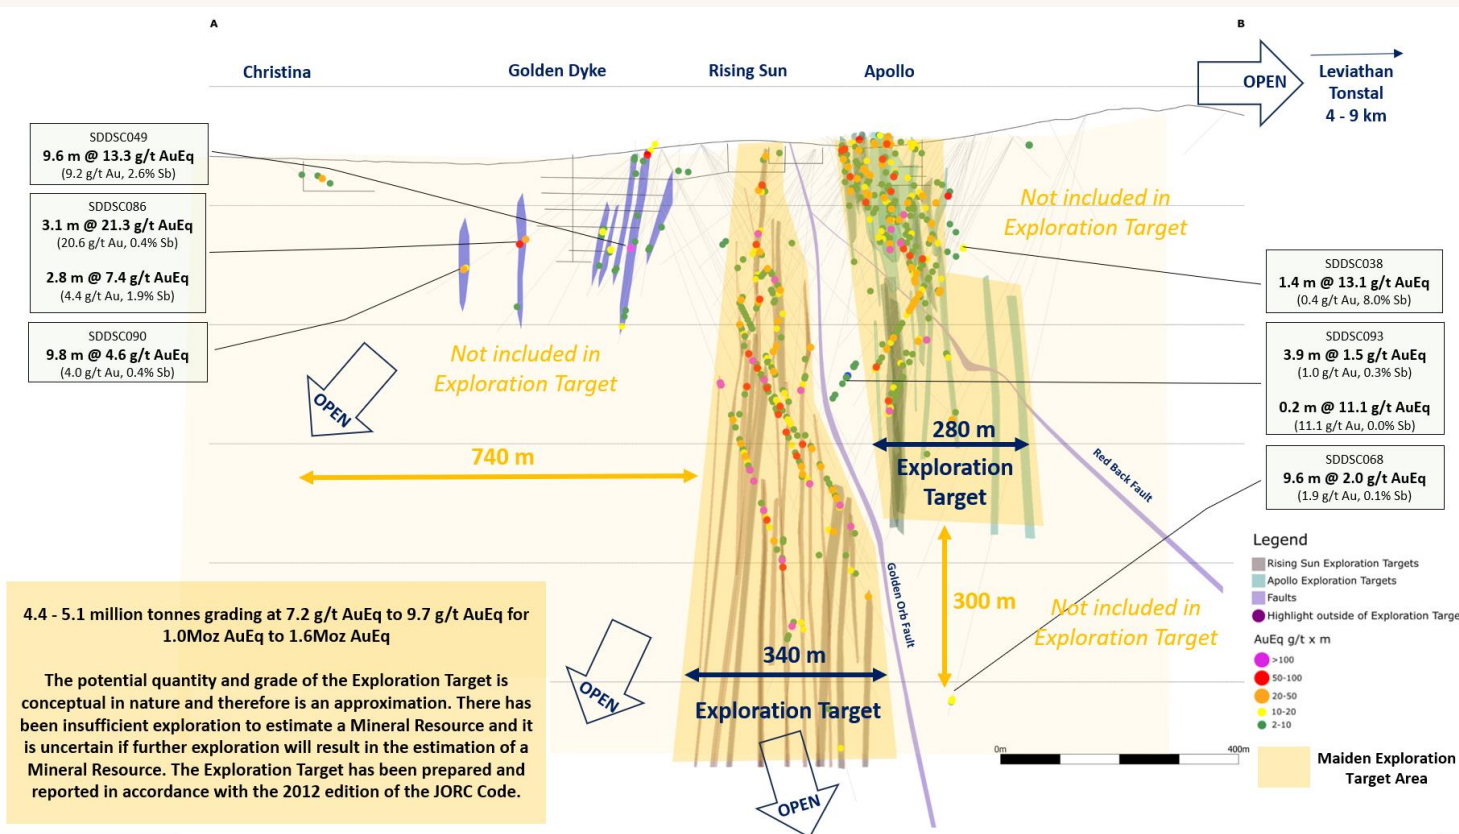 A
B
Christina
Golden Dyke
Rising Sun
Apollo
OPEN
Leviathan
Tonstal
4 - 9 km
SDDSC049
9.6 m @ 13.3 g/t AuEq
(9.2 g/t Au, 2.6% Sb)
SDDSC086
3.1 m @ 21.3 g/t AuEq
(20.6 g/t Au, 0.4% Sb)
2.8 m @ 7.4 g/t AuEq
(4.4 g/t Au, 1.9% Sb)
SDDSC090
9.8 m @ 4.6 g/t AuEq
(4.0 g/t Au, 0.4% Sb)
Not included in
Exploration Target
SDDSC038
1.4 m @ 13.1 g/t AuEq
(0.4 g/t Au, 8.0% Sb)
SDDSC093
3.9 m @ 1.5 g/t AuEq
(1.0 g/t Au, 0.3% Sb)
0.2 m @ 11.1 g/t AuEq
(11.1 g/t Au, 0.0% Sb)
SDDSC068
9.6 m @ 2.0 g/t AuEq
(1.9 g/t Au, 0.1% Sb)
Not included in
Exploration Target
OPEN
740 m
280 m
Exploration
Target
Red Back Fault
Golden Orb Fault
300 m
Not included in
Exploration Target
340 m
Exploration Target
OPEN
OPEN
4.4 - 5.1 million tonnes grading at 7.2 g/t AuEq to 9.7 g/t AuEq for
1.0Moz AuEq to 1.6Moz AuEq
The potential quantity and grade of the Exploration Target is
conceptual in nature and therefore is an approximation. There has
been insufficient exploration to estimate a Mineral Resource and it
is uncertain if further exploration will result in the estimation of a
Mineral Resource. The Exploration Target has been prepared and
reported in accordance with the 2012 edition of the JORC Code.
Legend
Rising Sun Exploration Targets
Apollo Exploration Targets
Faults
Highlight outside of Exploration Targe
AuEq g/t x m
>100
50-100
20-50
10-20
2-10
0m
400m
Maiden Exploration
Target Area